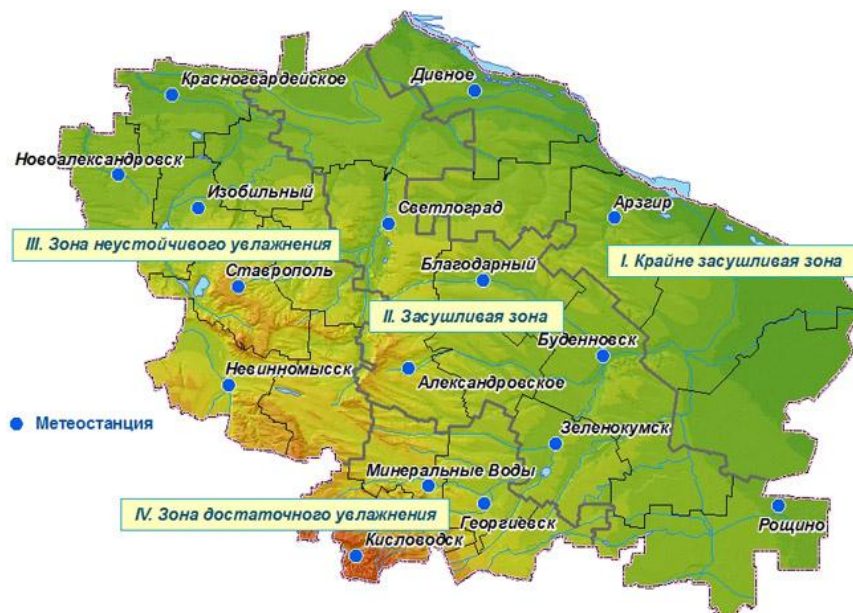 Красногвардейское
Дивное
Новоалександровск
Изобильный
Светлоград
Арзгир
III. Зона неустойчивого увлажнения
Ставрополь
Благодарный
I. Крайне засушливая зона
II. Засушливая зона
Буденновск
Невинномысск
Александровское
Метеостанция
Зеленокумск
Минеральные Воды
IV. Зона достаточного увлажнения
Георгиевск
Рощино
Кисловодск